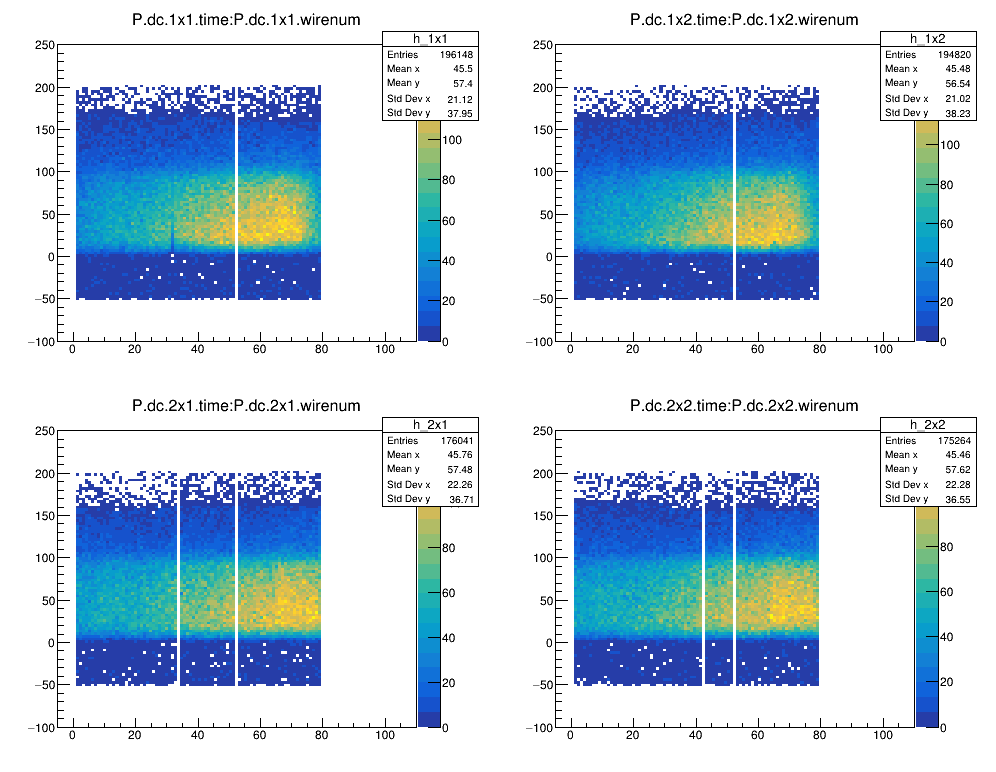 P.dc.1x1.time:P.dc.1x1.wirenum
h_1x1
Entries 196148
Mean x 45.5
Mean y 57.4
Std Dev x 21.12
Std Dev y 37.95
250
200
150
100
50
0
−50
−100
0 20 40 60 80 100
100
80
60
40
20
0
P.dc.1x2.time:P.dc.1x2.wirenum
h_1x2
Entries 194820
Mean x 45.48
Mean y 56.54
Std Dev x 21.02
Std Dev y 38.23
250
200
150
100
50
0
−50
−100
0 20 40 60 80 100
100
80
60
40
20
0
P.dc.2x1.time:P.dc.2x1.wirenum
h_2x1
Entries 176041
Mean x 45.76
Mean y 57.48
Std Dev x 22.26
Std Dev y 36.71
250
200
150
100
50
0
−50
−100
0 20 40 60 80 100
80
60
40
20
0
P.dc.2x2.time:P.dc.2x2.wirenum
h_2x2
Entries 175264
Mean x 45.46
Mean y 57.62
Std Dev x 22.28
Std Dev y 36.55
250
200
150
100
50
0
−50
−100
0 20 40 60 80 100
80
60
40
20
0